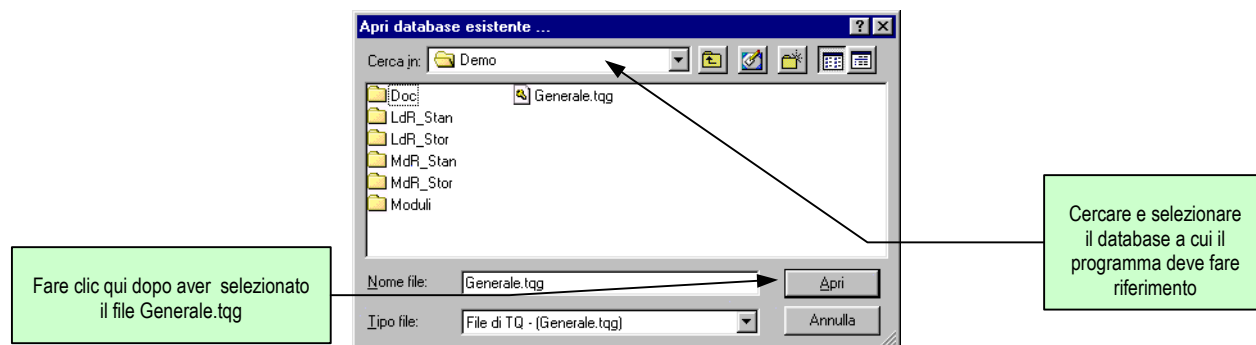 Apri database esistente ...
Cerca in: Demo
Doc
LdR_Stan
LdR_Stor
MdR_Stan
MdR_Stor
Moduli
Generale.tqg
Nome file: Generale.tqg
Apri
Tipo file: File di TQ - (Generale.tqg)
Annulla
Fare clic qui dopo aver selezionato
il file Generale.tqg
Cercare e selezionare
il database a cui il
programma deve fare
riferimento